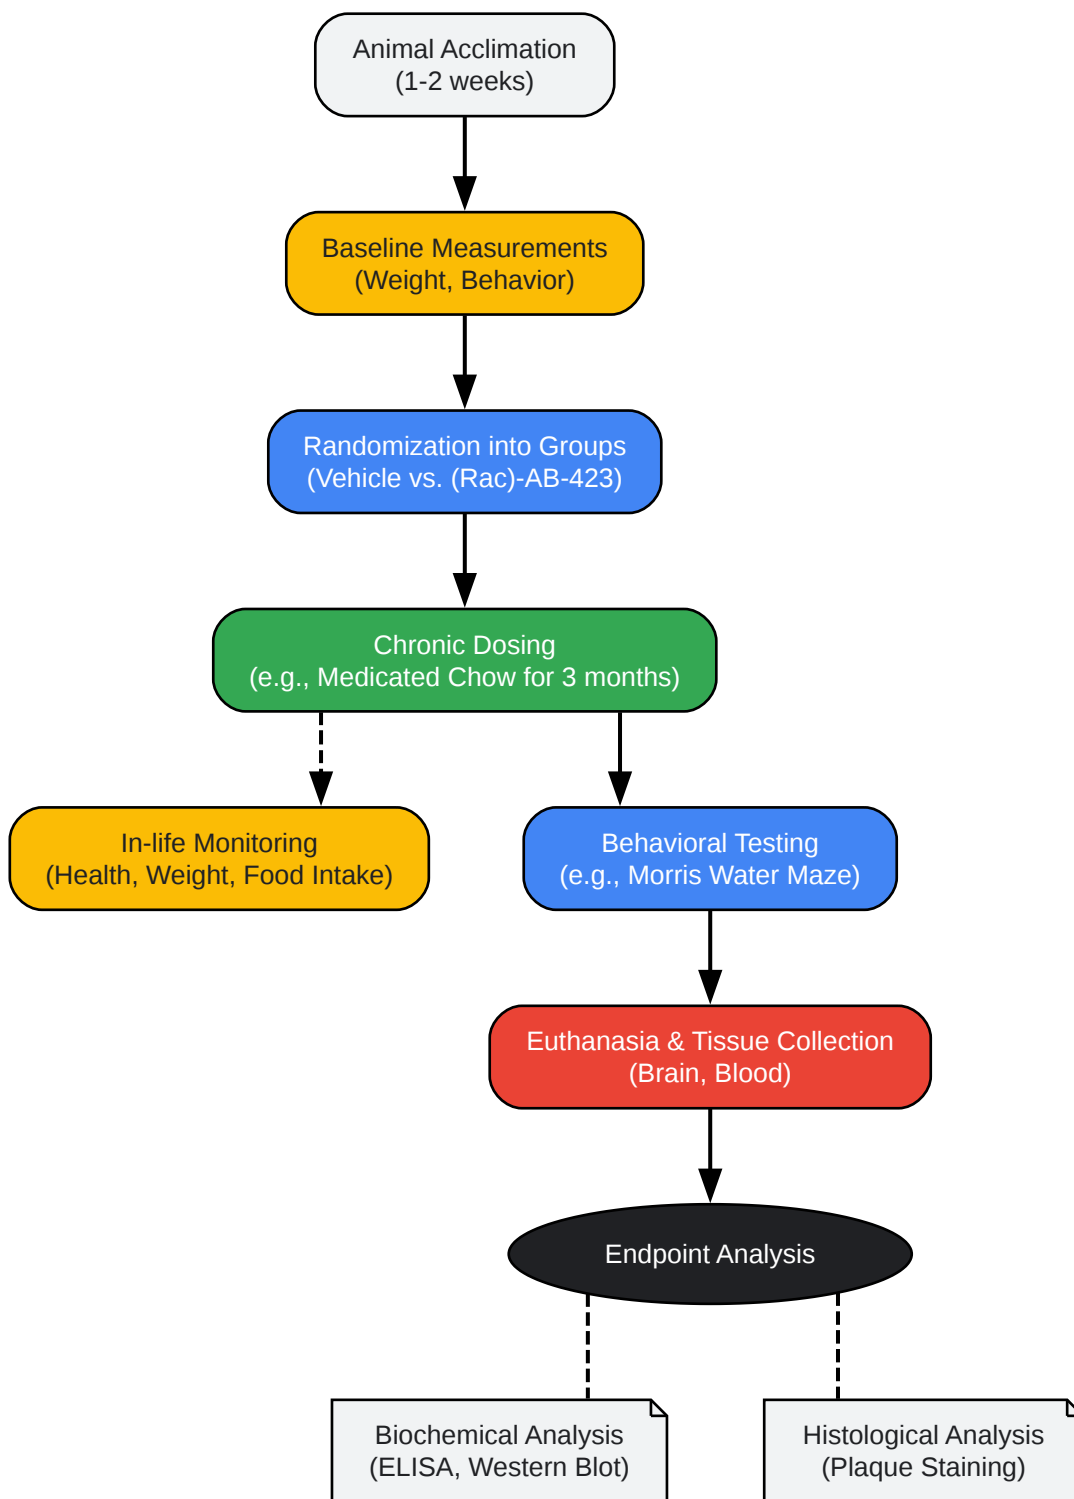 Animal Acclimation
(1-2 weeks)
Baseline Measurements
(Weight, Behavior)
Randomization into Groups
(Vehicle vs. (Rac)-AB-423)
Chronic Dosing
(e.g., Medicated Chow for 3 months)
In-life Monitoring
(Health, Weight, Food Intake)
Behavioral Testing
(e.g., Morris Water Maze)
Euthanasia & Tissue Collection
(Brain, Blood)
Endpoint Analysis
Biochemical Analysis
(ELISA, Western Blot)
Histological Analysis
(Plaque Staining)